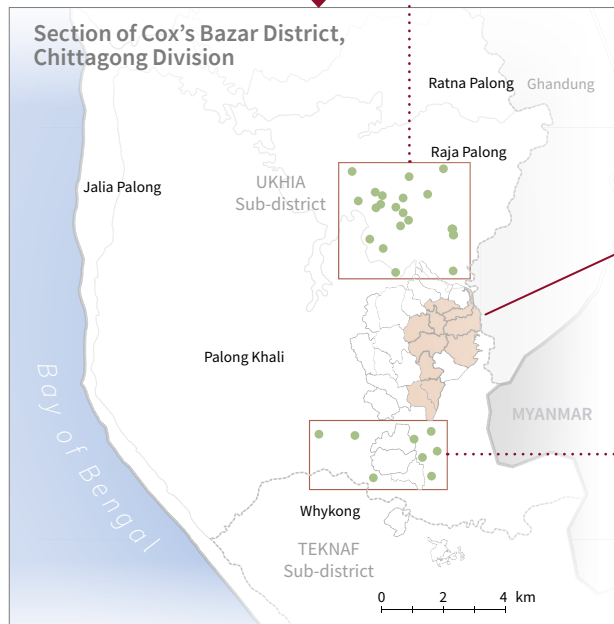 Section of Cox's Bazar District,
Chittagong Division
Ratna Palong
Ghandung
Raja Palong
Jalia Palong
UKHIA
Sub-district
Palong Khali
MYANMAR
Bay of Bengal
Whykong
TEKNAF
Sub-district
0 2 4 km